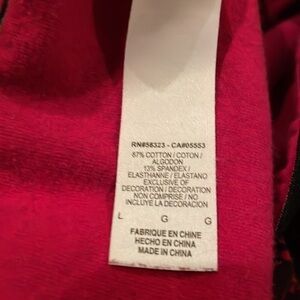 RN#58323 - CA#05553
87% COTTON / COTON /
ALGODON
13% SPANDEX /
ELASTHANNE / ELASTANO
EXCLUSIVE OF
DECORATION / DECORATION
NON COMPRISE / NO
INCLUYE LA DECORACION
L G G
FABRIQUE EN CHINE
HECHO EN CHINA
MADE IN CHINA